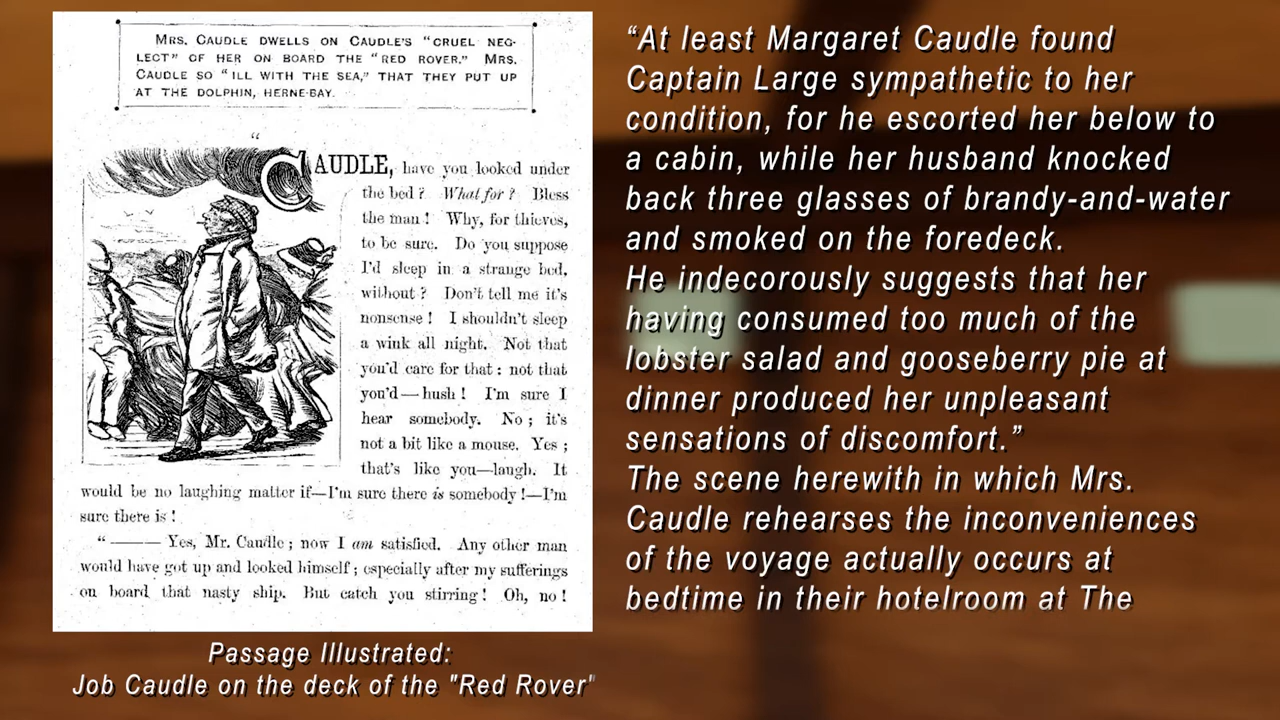 MRS. CAUDLE DWELLS ON CAUDLE'S "CRUEL NEG-
LECT" OF HER ON BOARD THE "RED ROVER." MRS.
CAUDLE SO "ILL WITH THE SEA," THAT THEY PUT UP
AT THE DOLPHIN, HERNE-BAY.
"CAUDLE, have you looked under
the bed? What for? Bless
the man! Why, for thieves,
to be sure. Do you suppose
I'd sleep in a strange bed,
without? Don't tell me it's
nonsense! I shouldn't sleep
a wink all night. Not that
you'd care for that: not that
you'd—hush! I'm sure I
hear somebody. No; it's
not a bit like a mouse. Yes;
that's like you—laugh. It
would be no laughing matter if—I'm sure there is somebody!—I'm
sure there is!
"——— Yes, Mr. Caudle; now I am satisfied. Any other man
would have got up and looked himself; especially after my sufferings
on board that nasty ship. But catch you stirring! Oh, no!
Passage Illustrated:
Job Caudle on the deck of the "Red Rover"
“At least Margaret Caudle found
Captain Large sympathetic to her
condition, for he escorted her below to
a cabin, while her husband knocked
back three glasses of brandy-and-water
and smoked on the foredeck.
He indecorously suggests that her
having consumed too much of the
lobster salad and gooseberry pie at
dinner produced her unpleasant
sensations of discomfort.”
The scene herewith in which Mrs.
Caudle rehearses the inconveniences
of the voyage actually occurs at
bedtime in their hotelroom at The